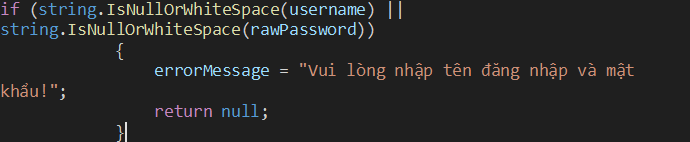 if (string.IsNullOrWhiteSpace(username) ||
string.IsNullOrWhiteSpace(rawPassword))
{
errorMessage = "Vui lòng nhập tên đăng nhập và mật
khẩu!";
return null;
}